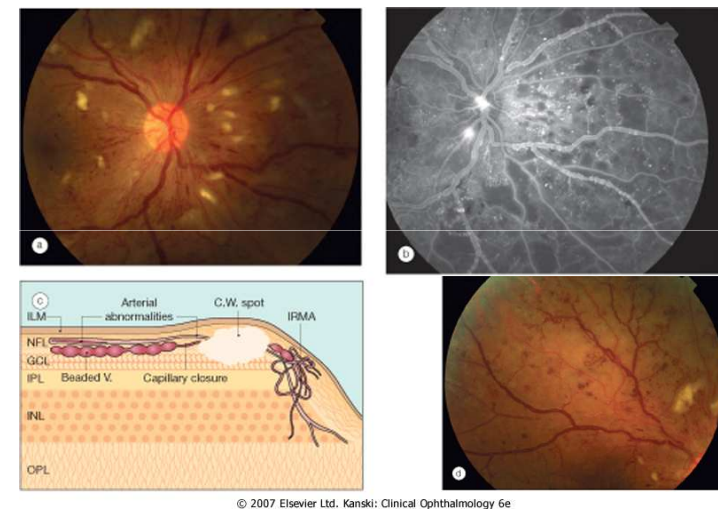 a
b
c
Arterial abnormalities
C.W. spot
IRMA
ILM
NFL
GCL
Beaded V.
Capillary closure
IPL
INL
OPL
d
© 2007 Elsevier Ltd. Kanski: Clinical Ophthalmology 6e